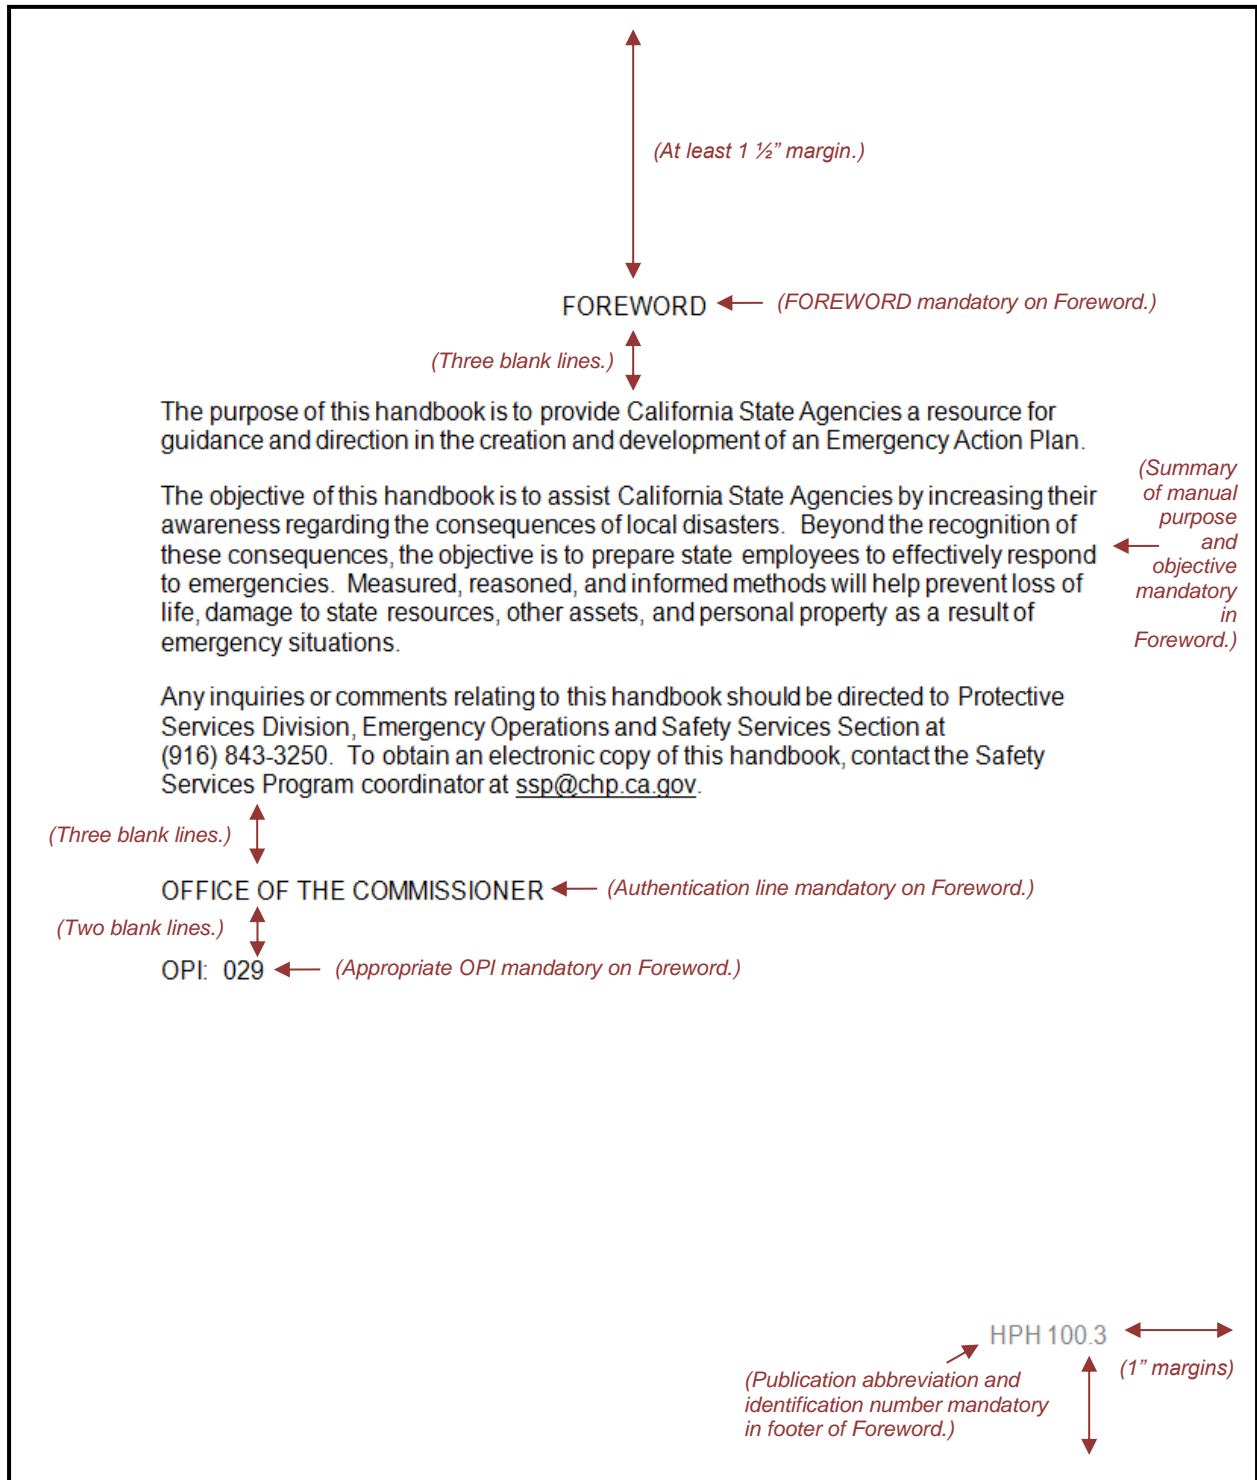 (At least 1 ½” margin.)
FOREWORD
(FOREWORD mandatory on Foreword.)
(Three blank lines.)
The purpose of this handbook is to provide California State Agencies a resource for
guidance and direction in the creation and development of an Emergency Action Plan.
The objective of this handbook is to assist California State Agencies by increasing their
awareness regarding the consequences of local disasters.  Beyond the recognition of
these consequences, the objective is to prepare state employees to effectively respond
to emergencies.  Measured, reasoned, and informed methods will help prevent loss of
life, damage to state resources, other assets, and personal property as a result of
emergency situations.
(Summary
of manual
purpose
and
objective
mandatory
in
Foreword.)
Any inquiries or comments relating to this handbook should be directed to Protective
Services Division, Emergency Operations and Safety Services Section at
(916) 843-3250.  To obtain an electronic copy of this handbook, contact the Safety
Services Program coordinator at ssp@chp.ca.gov.
(Three blank lines.)
OFFICE OF THE COMMISSIONER
(Authentication line mandatory on Foreword.)
(Two blank lines.)
OPI:  029
(Appropriate OPI mandatory on Foreword.)
HPH 100.3
(1” margins)
(Publication abbreviation and
identification number mandatory
in footer of Foreword.)